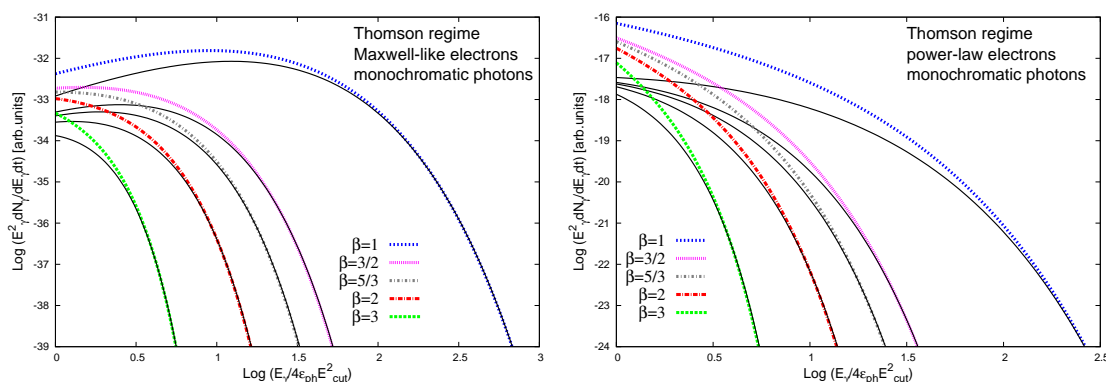 -31
-32
-33
-34
-35
-36
-37
-38
-39
0
0.5
1
1.5
2
2.5
3
Log (E²γdNγ/dEγdt) [arb.units]
Log (Eγ/4εphE²cut)
Thomson regime
Maxwell-like electrons
monochromatic photons
β=1
β=3/2
β=5/3
β=2
β=3
-16
-17
-18
-19
-20
-21
-22
-23
-24
0
0.5
1
1.5
2
2.5
Log (E²γdNγ/dEγdt) [arb.units]
Log (Eγ/4εphE²cut)
Thomson regime
power-law electrons
monochromatic photons
β=1
β=3/2
β=5/3
β=2
β=3